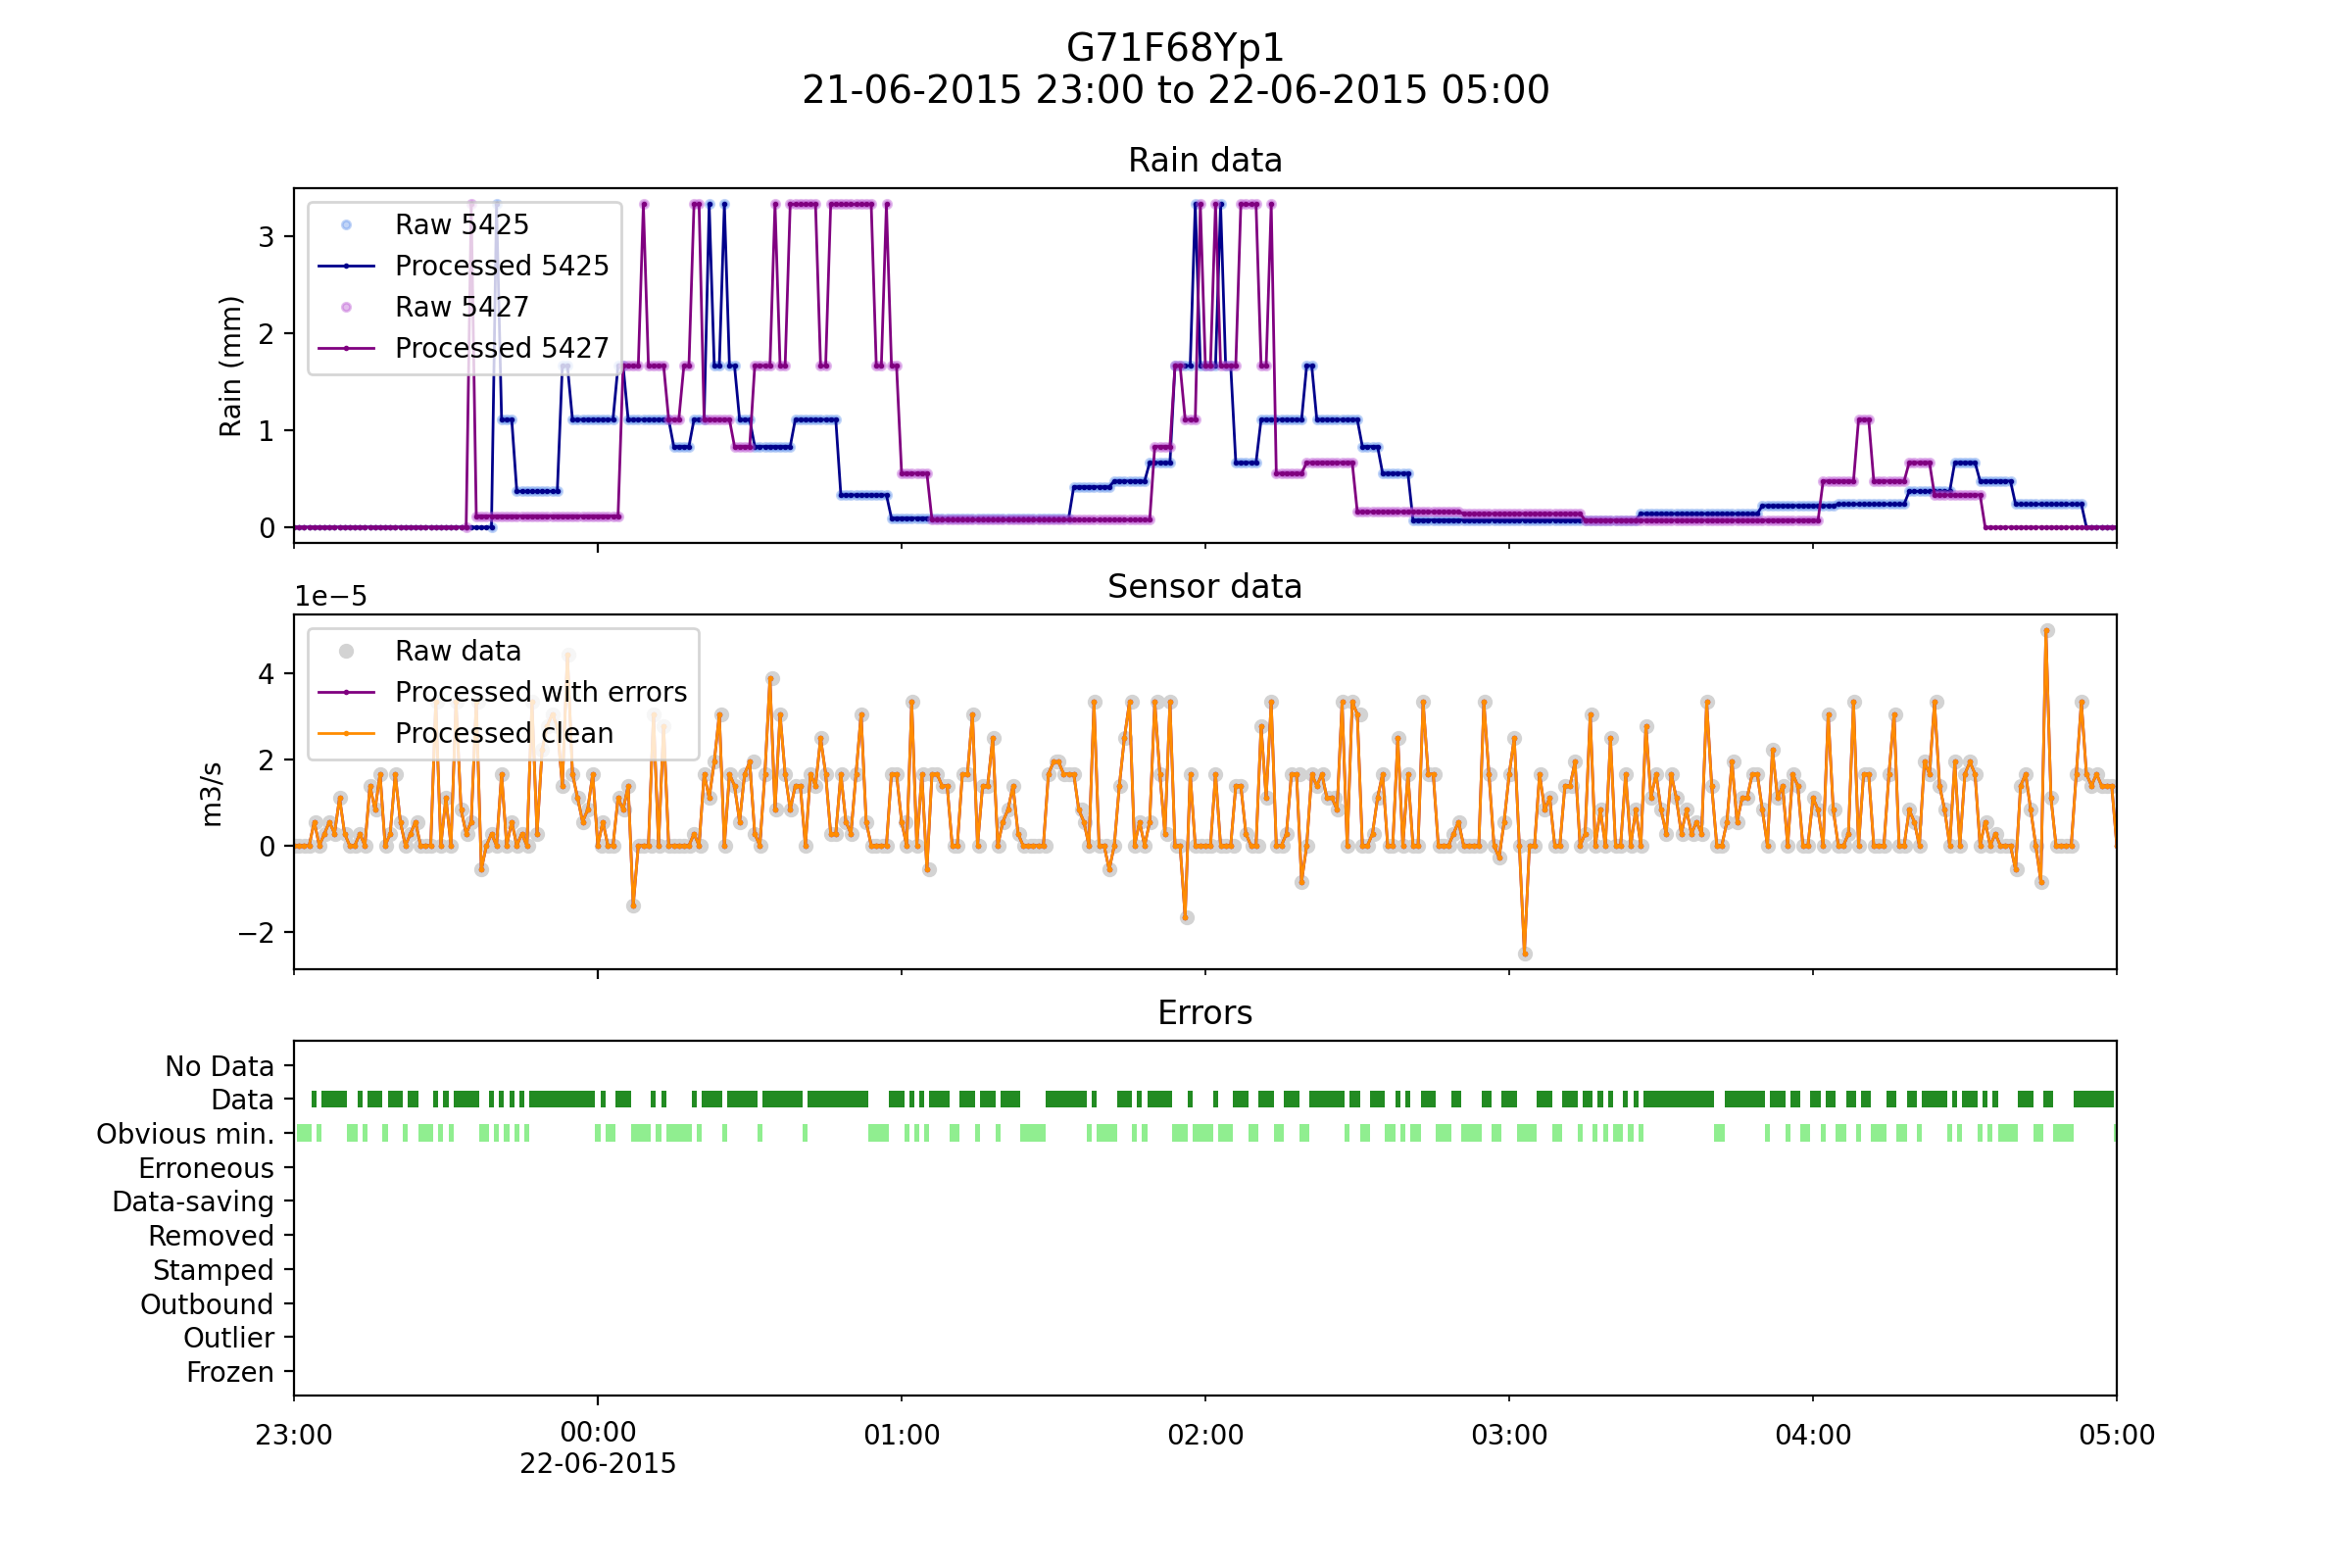 G71F68Yp1
21-06-2015 23:00 to 22-06-2015 05:00
Rain data
Rain (mm)
3
2
1
0
Raw 5425
Processed 5425
Raw 5427
Processed 5427
Sensor data
1e−5
m3/s
4
2
0
−2
Raw data
Processed with errors
Processed clean
Errors
No Data
Data
Obvious min.
Erroneous
Data-saving
Removed
Stamped
Outbound
Outlier
Frozen
23:00 00:00 01:00 02:00 03:00 04:00 05:00
22-06-2015